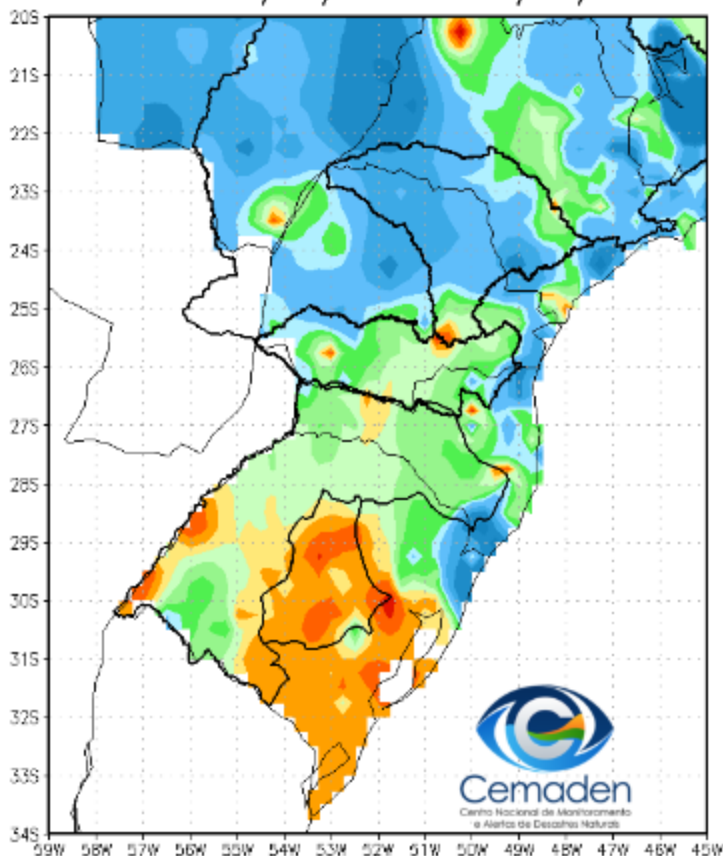 20S
21S
22S
23S
24S
25S
26S
27S
28S
29S
30S
31S
32S
33S
34S
59W 58W 57W 56W 55W 54W 53W 52W 51W 50W 49W 48W 47W 46W 45W
Cemaden
Centro Nacional de Monitoramento
e Alertas de Desastres Naturais